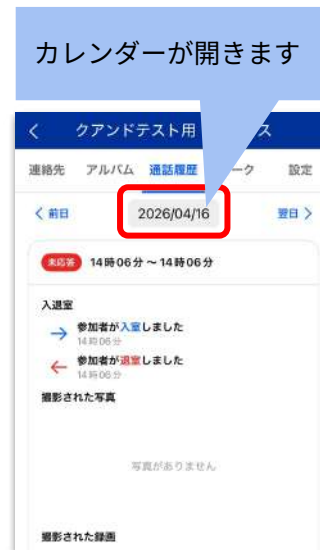 カレンダーが開きます
クアンドテスト用 ス
連絡先 アルバム 通話履歴 ーク 設定
前日 2026/04/16 翌日
未応答 14時06分～14時06分
入退室
参加者が入室しました
14時06分
参加者が退室しました
14時06分
撮影された写真
写真がありません
撮影された録画